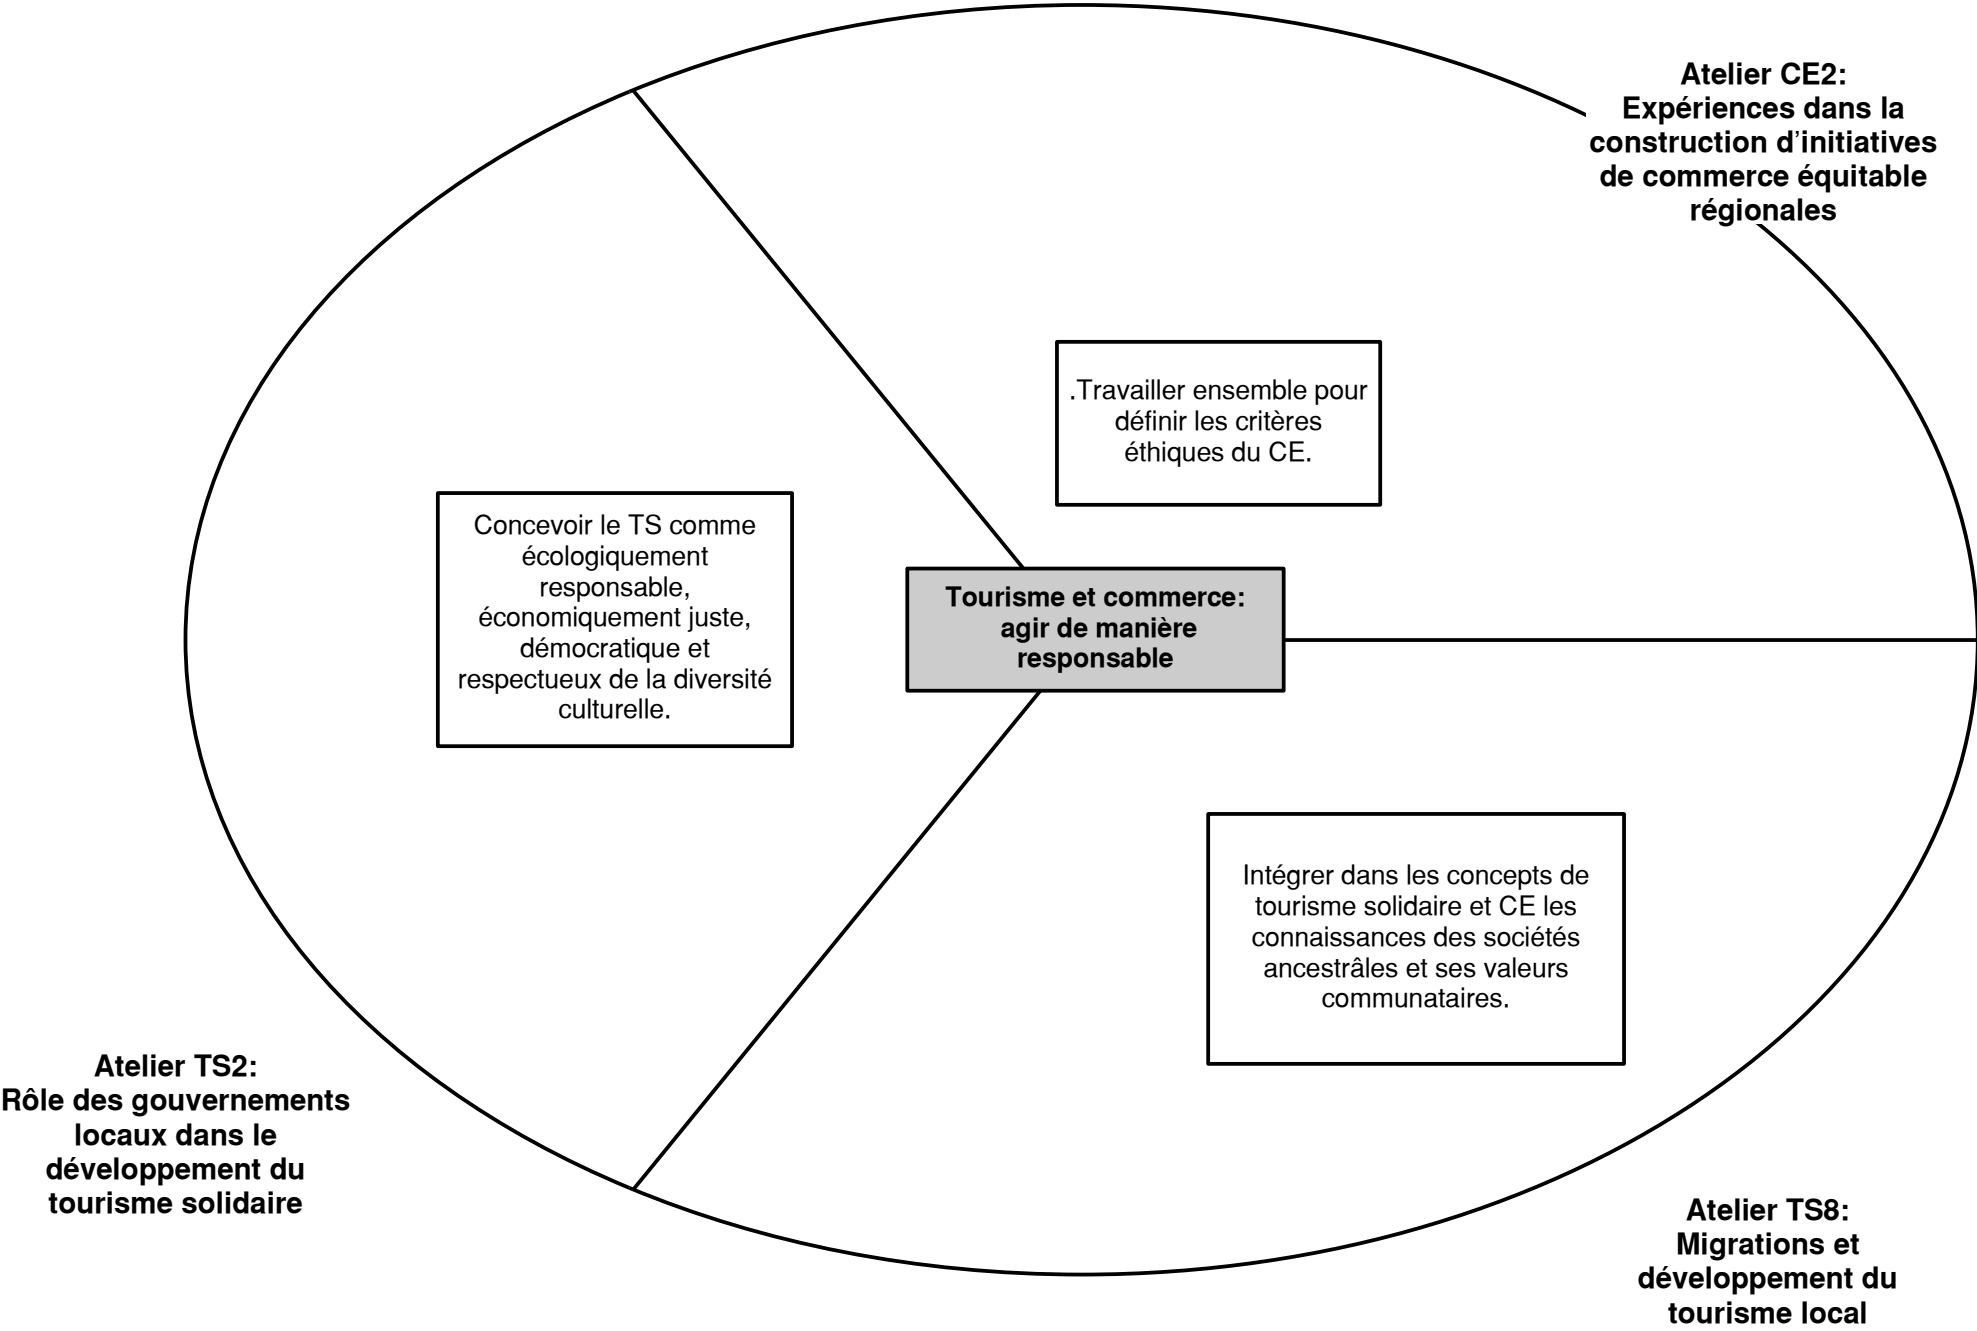 Atelier CE2:
Expériences dans la
construction d'initiatives
de commerce équitable
régionales
.Travailler ensemble pour
définir les critères
éthiques du CE.
Concevoir le TS comme
écologiquement
responsable,
économiquement juste,
démocratique et
respectueux de la diversité
culturelle.
Tourisme et commerce:
agir de manière
responsable
Intégrer dans les concepts de
tourisme solidaire et CE les
connaissances des sociétés
ancestrâles et ses valeurs
communataires.
Atelier TS2:
Rôle des gouvernements
locaux dans le
développement du
tourisme solidaire
Atelier TS8:
Migrations et
développement du
tourisme local